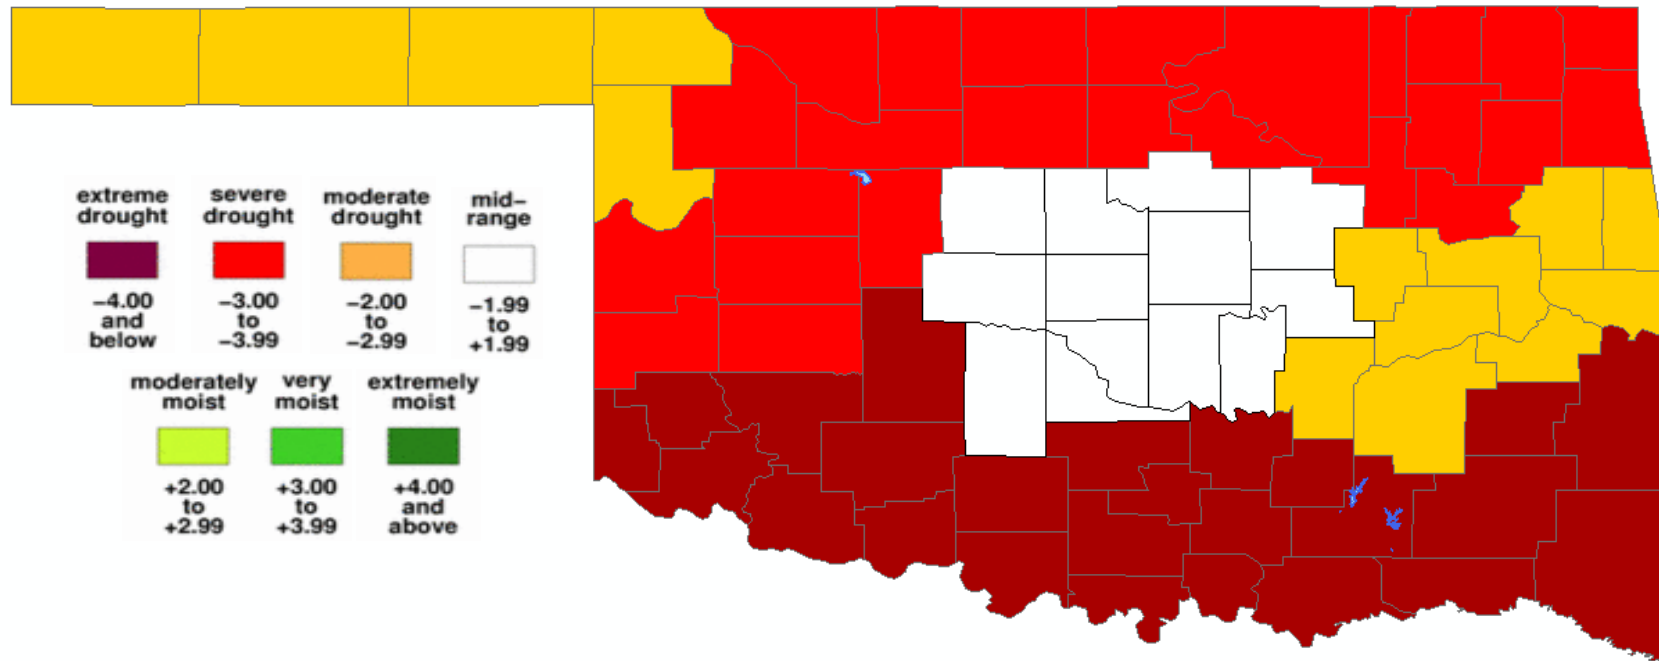 extreme
drought
severe
drought
moderate
drought
mid-
range
-4.00
and
below
-3.00
to
-3.99
-2.00
to
-2.99
-1.99
to
+1.99
moderately
moist
very
moist
extremely
moist
+2.00
to
+2.99
+3.00
to
+3.99
+4.00
and
above